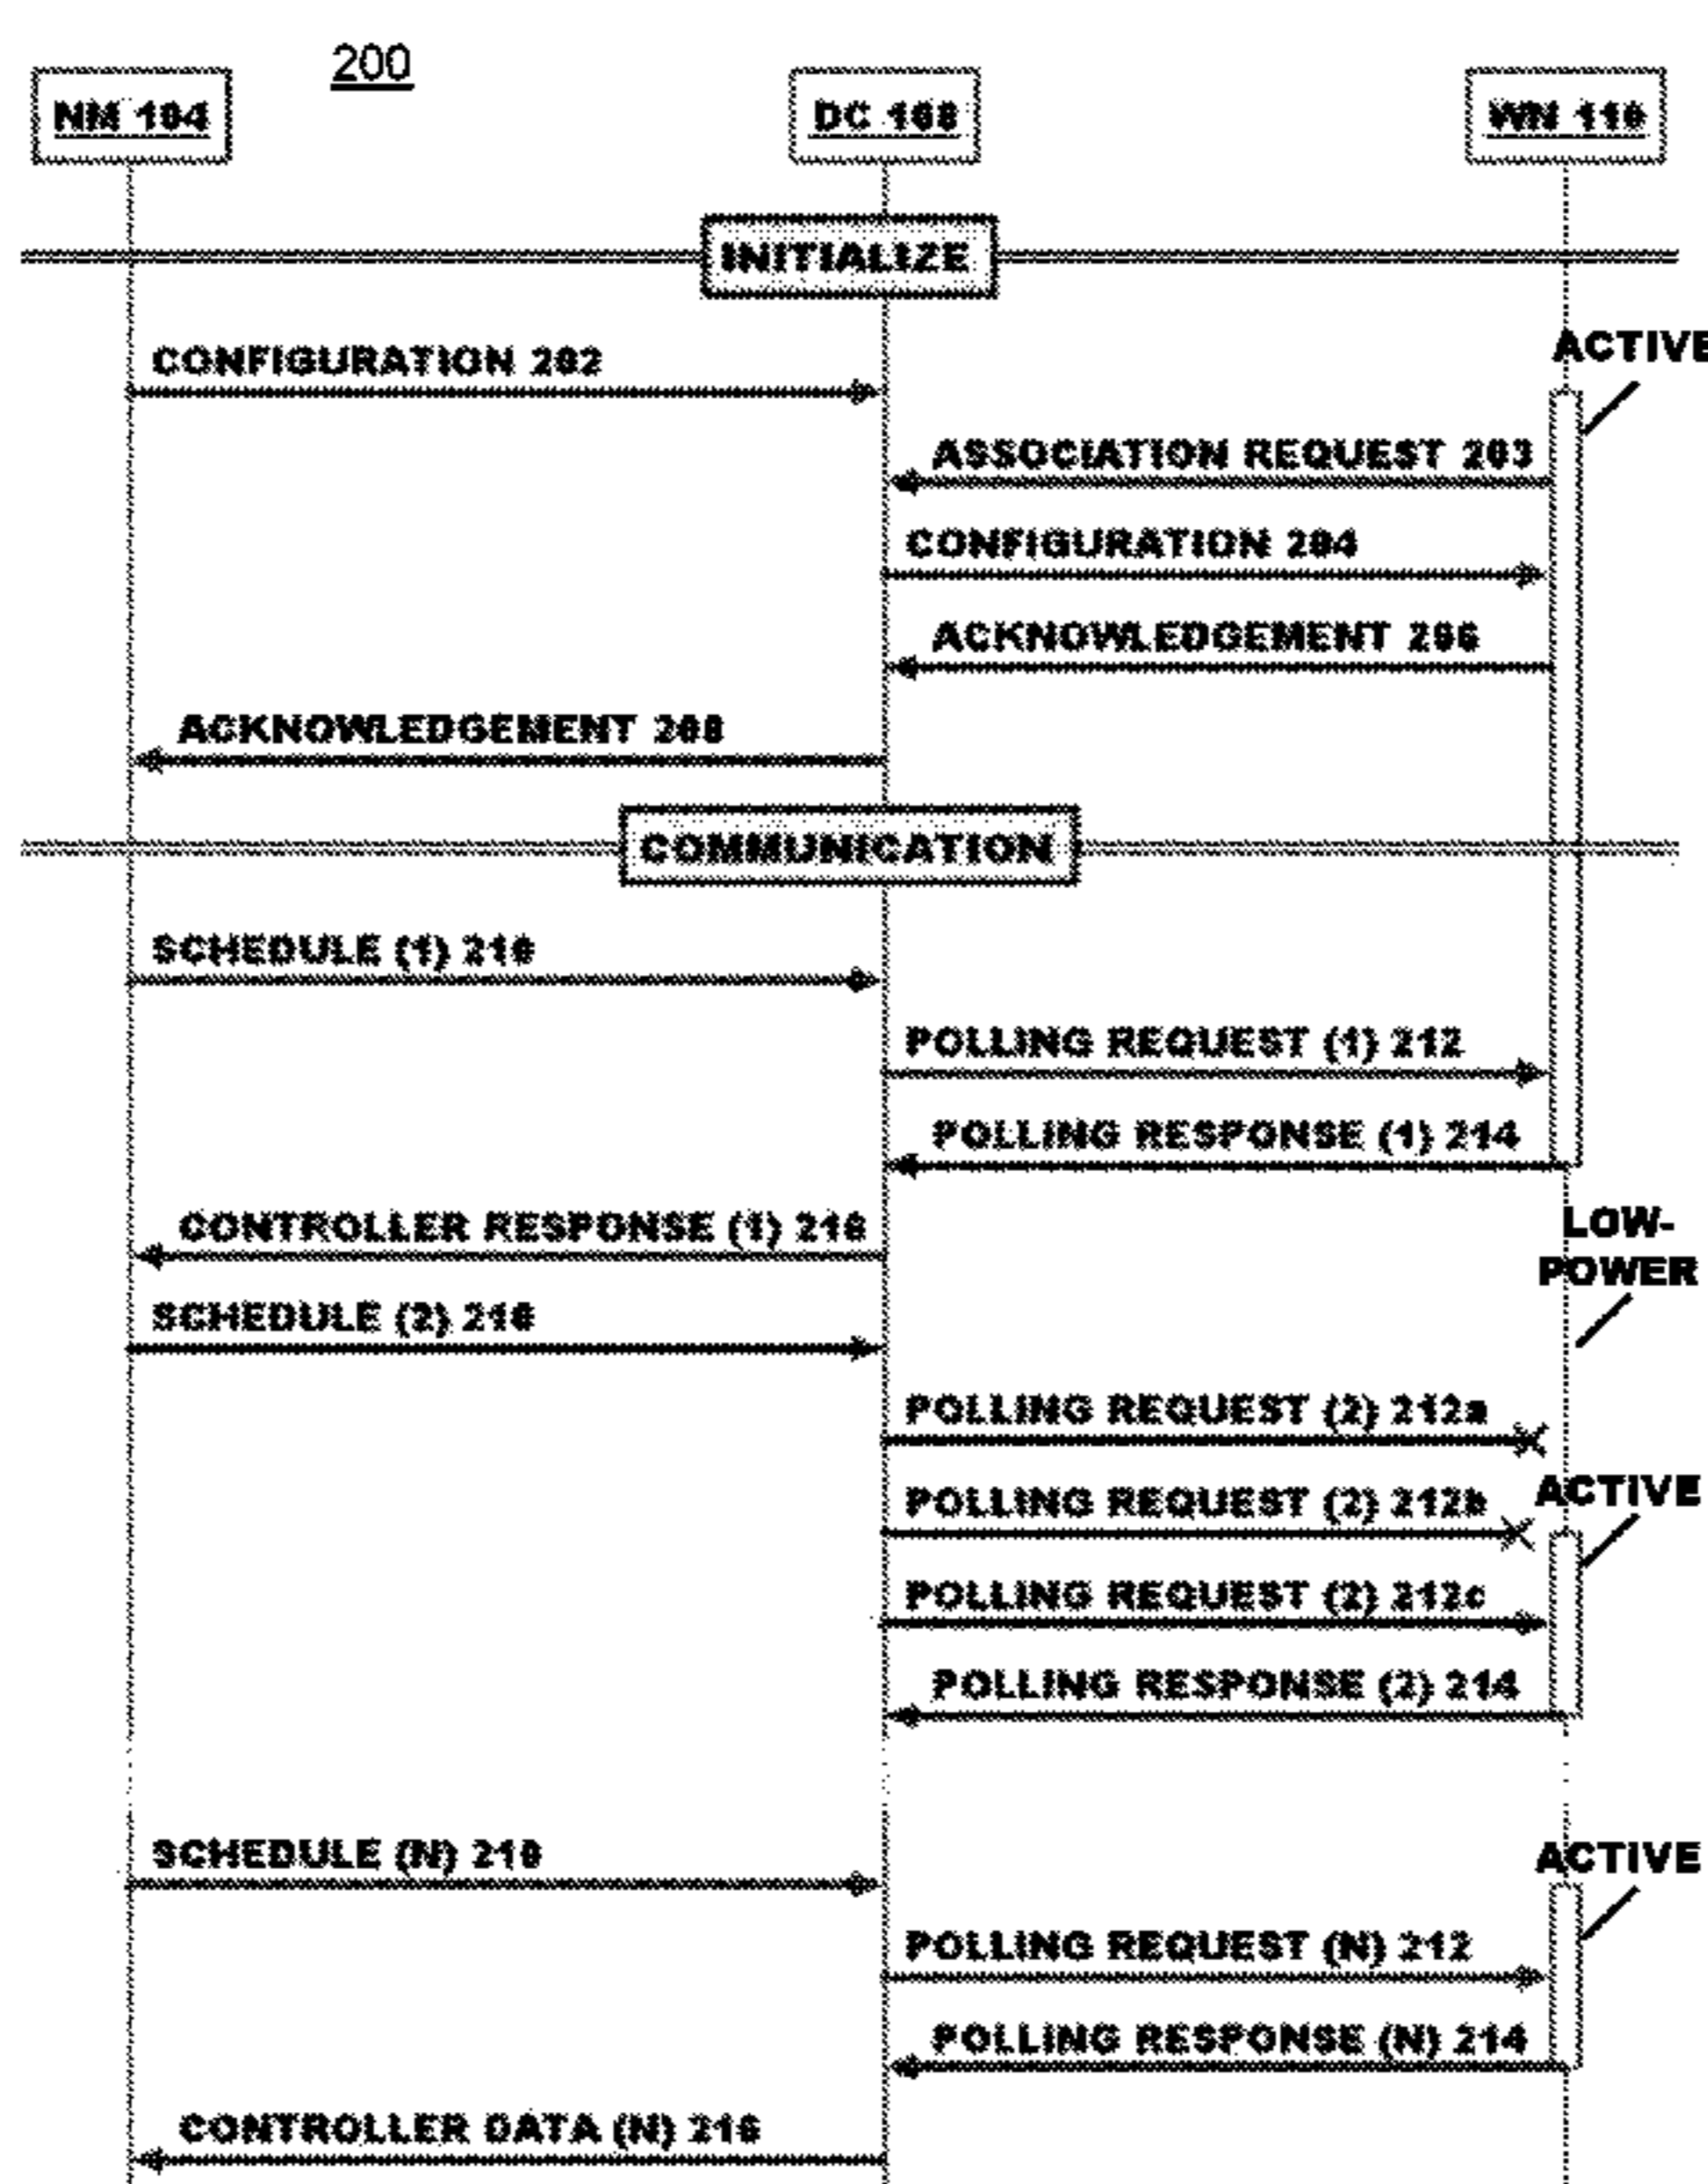 200
NM 104
DC 108
WN 110
INITIALIZE
CONFIGURATION 202
ACTIVE
ASSOCIATION REQUEST 203
CONFIGURATION 204
ACKNOWLEDGEMENT 206
ACKNOWLEDGEMENT 208
COMMUNICATION
SCHEDULE (1) 210
POLLING REQUEST (1) 212
POLLING RESPONSE (1) 214
CONTROLLER RESPONSE (1) 216
LOW-
POWER
SCHEDULE (2) 210
POLLING REQUEST (2) 212a
POLLING REQUEST (2) 212b
ACTIVE
POLLING REQUEST (2) 212c
POLLING RESPONSE (2) 214
SCHEDULE (N) 210
ACTIVE
POLLING REQUEST (N) 212
POLLING RESPONSE (N) 214
CONTROLLER DATA (N) 216